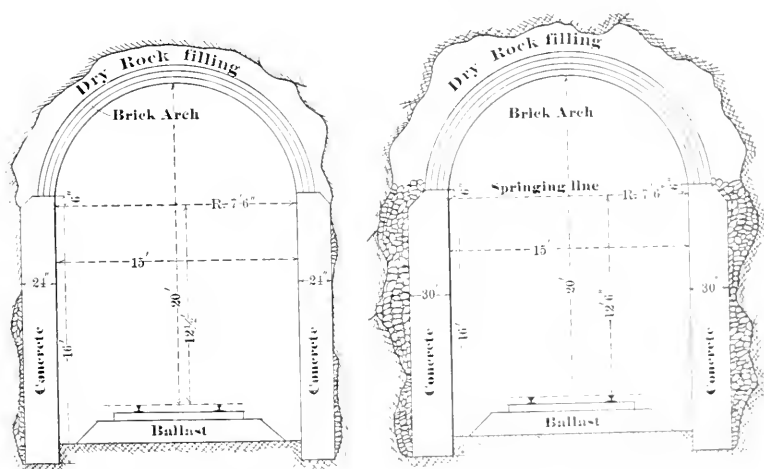 Dry Rock filling
Brick Arch
6"
R. 7'6"
15'
24"
24"
20'
16'
Concrete
Concrete
Ballast
Dry Rock filling
Brick Arch
Springing line
R. 7'6"
15'
30"
30"
20'
12'6"
16'
Concrete
Concrete
Ballast